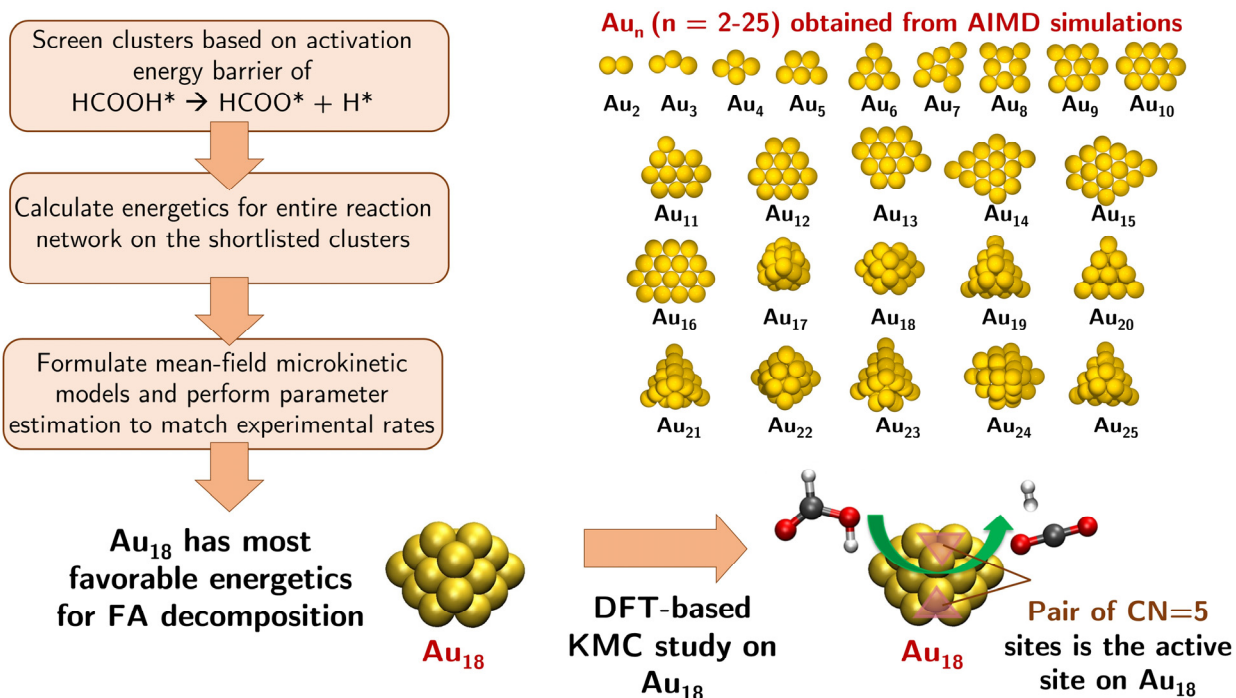 Screen clusters based on activation
energy barrier of
HCOOH* → HCOO* + H*
Calculate energetics for entire reaction
network on the shortlisted clusters
Formulate mean-field microkinetic
models and perform parameter
estimation to match experimental rates
Au₁₈ has most
favorable energetics
for FA decomposition
Au₁₈
Auₙ (n = 2-25) obtained from AIMD simulations
Au₂ Au₃ Au₄ Au₅ Au₆ Au₇ Au₈ Au₉ Au₁₀
Au₁₁ Au₁₂ Au₁₃ Au₁₄ Au₁₅
Au₁₆ Au₁₇ Au₁₈ Au₁₉ Au₂₀
Au₂₁ Au₂₂ Au₂₃ Au₂₄ Au₂₅
DFT-based
KMC study on
Au₁₈
Au₁₈
Pair of CN=5
sites is the active
site on Au₁₈